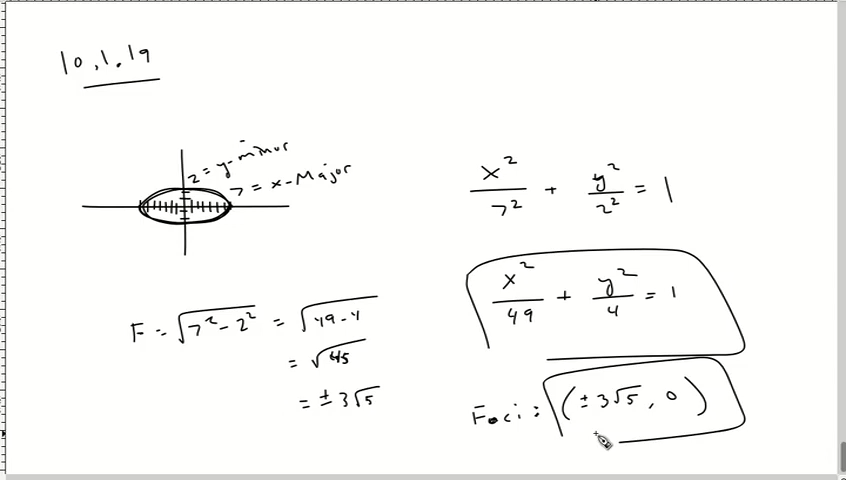 10.1.19
2 = y-minor
7 = x-Major
x²/7² + y²/2² = 1
x²/49 + y²/4 = 1
F = √7² - 2² = √49-4
= √45
= ± 3√5
Foci: (± 3√5, 0)